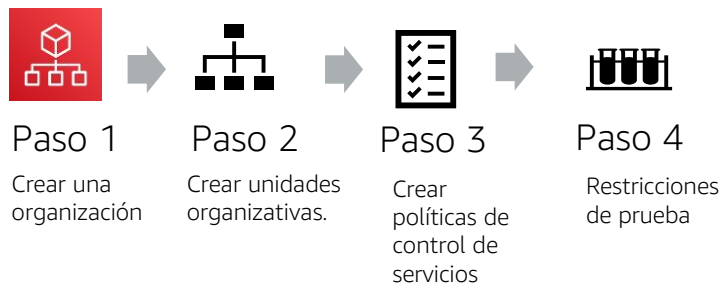 Paso 1
Crear una
organización
Paso 2
Crear unidades
organizativas.
Paso 3
Crear
políticas de
control de
servicios
Paso 4
Restricciones
de prueba